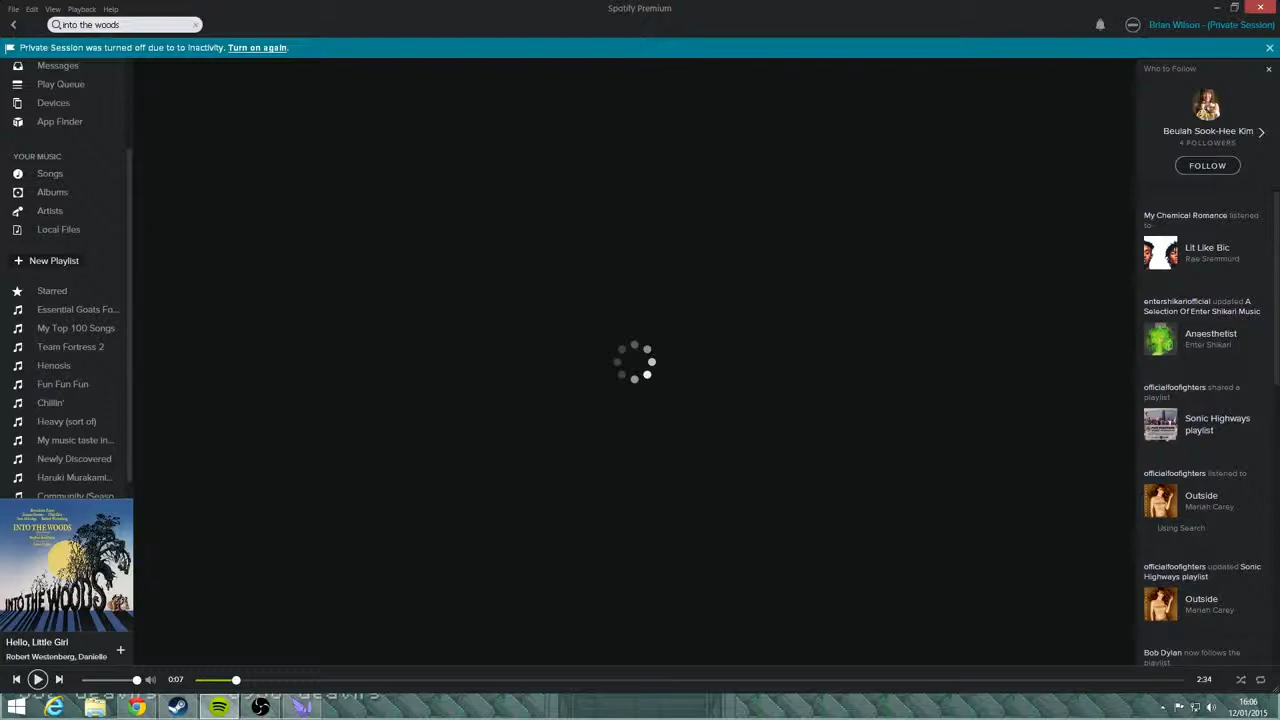 File Edit View Playback Help
Spotify Premium
into the woods
Brian Wilson - (Private Session)
Private Session was turned off due to to inactivity. Turn on again.
Messages
Play Queue
Devices
App Finder
YOUR MUSIC
Songs
Albums
Artists
Local Files
+ New Playlist
Starred
Essential Goats Fo...
My Top 100 Songs
Team Fortress 2
Henosis
Fun Fun Fun
Chillin'
Heavy (sort of)
My music taste in...
Newly Discovered
Haruki Murakami...
Community (Seaso
INTO THE WOODS
INTO THE WOODS
Hello, Little Girl
Robert Westenberg, Danielle
Who to Follow
Beulah Sook-Hee Kim
4 FOLLOWERS
FOLLOW
My Chemical Romance listened
to
Lit Like Bic
Rae Sremmurd
entershikariofficial updated A
Selection Of Enter Shikari Music
Anaesthetist
Enter Shikari
officialfoofighters shared a
playlist
Sonic Highways
playlist
officialfoofighters listened to
Outside
Mariah Carey
Using Search
officialfoofighters updated Sonic
Highways playlist
Outside
Mariah Carey
Bob Dylan now follows the
playlist
0:07
2:34
16:06
12/01/2015